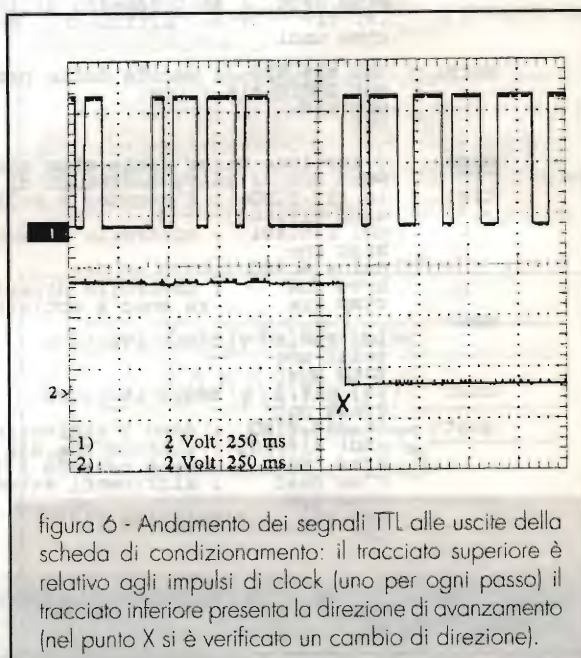 1
2>
X
1) 2 Volt 250 ms
2) 2 Volt 250 ms
figura 6 - Andamento dei segnali TTL alle uscite della
scheda di condizionamento: il tracciato superiore è
relativo agli impulsi di clock (uno per ogni passo) il
tracciato inferiore presenta la direzione di avanzamento
(nel punto X si è verificato un cambio di direzione).